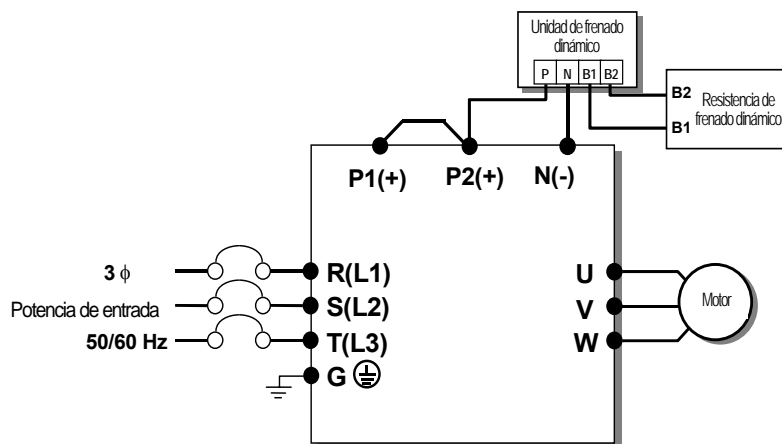 Unidad de frenado
dinámico
P N B1 B2
B2
Resistencia de
frenado dinámico
B1
P1(+) P2(+) N(-)
3 ϕ
R(L1)
U
Potencia de entrada
S(L2)
V
Motor
50/60 Hz
T(L3)
W
G